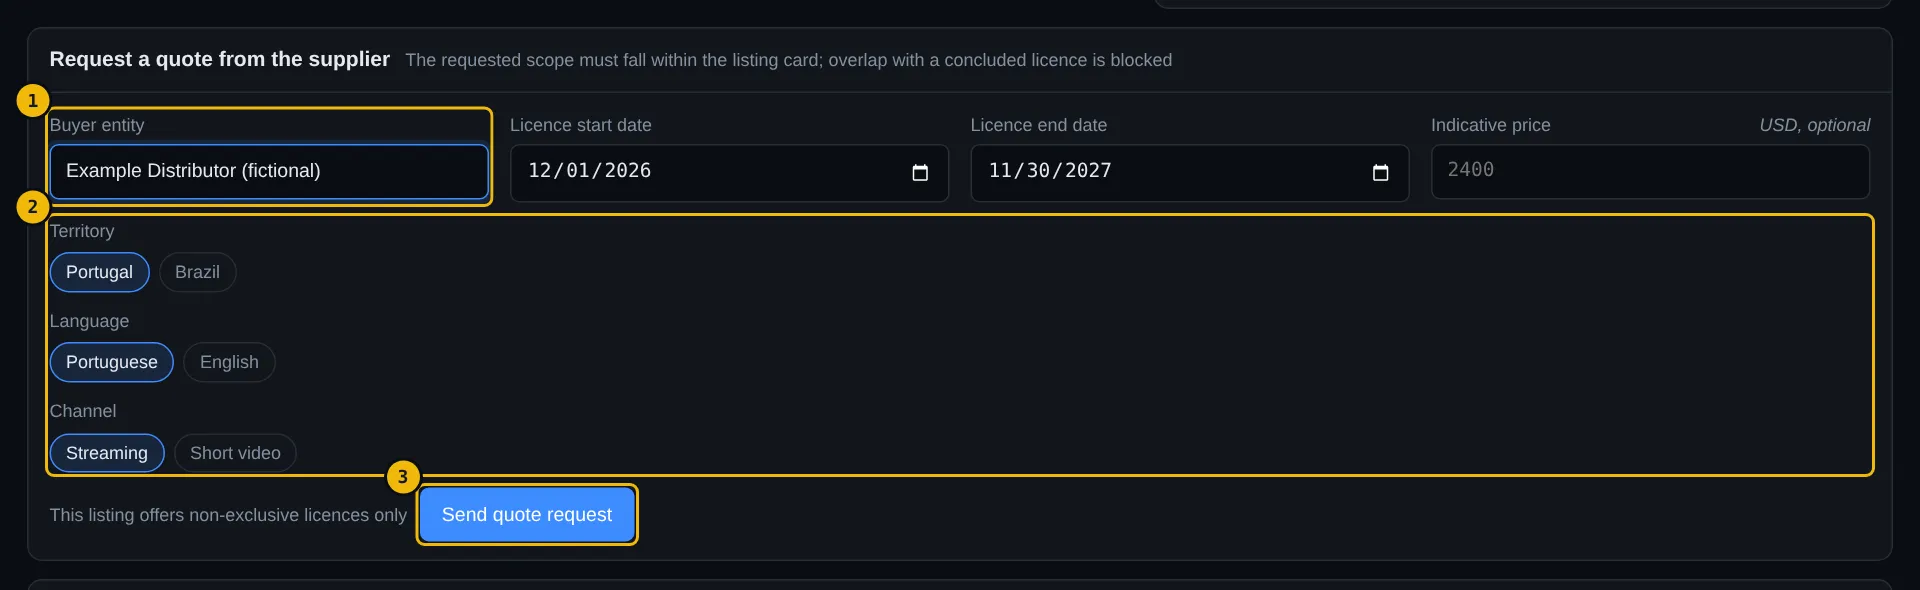 Request a quote from the supplier The requested scope must fall within the listing card; overlap with a concluded licence is blocked
1
Buyer entity Licence start date Licence end date Indicative price USD, optional
Example Distributor (fictional) 12/01/2026 11/30/2027 2400
2
Territory
Portugal Brazil
Language
Portuguese English
Channel
Streaming Short video
3
This listing offers non-exclusive licences only Send quote request